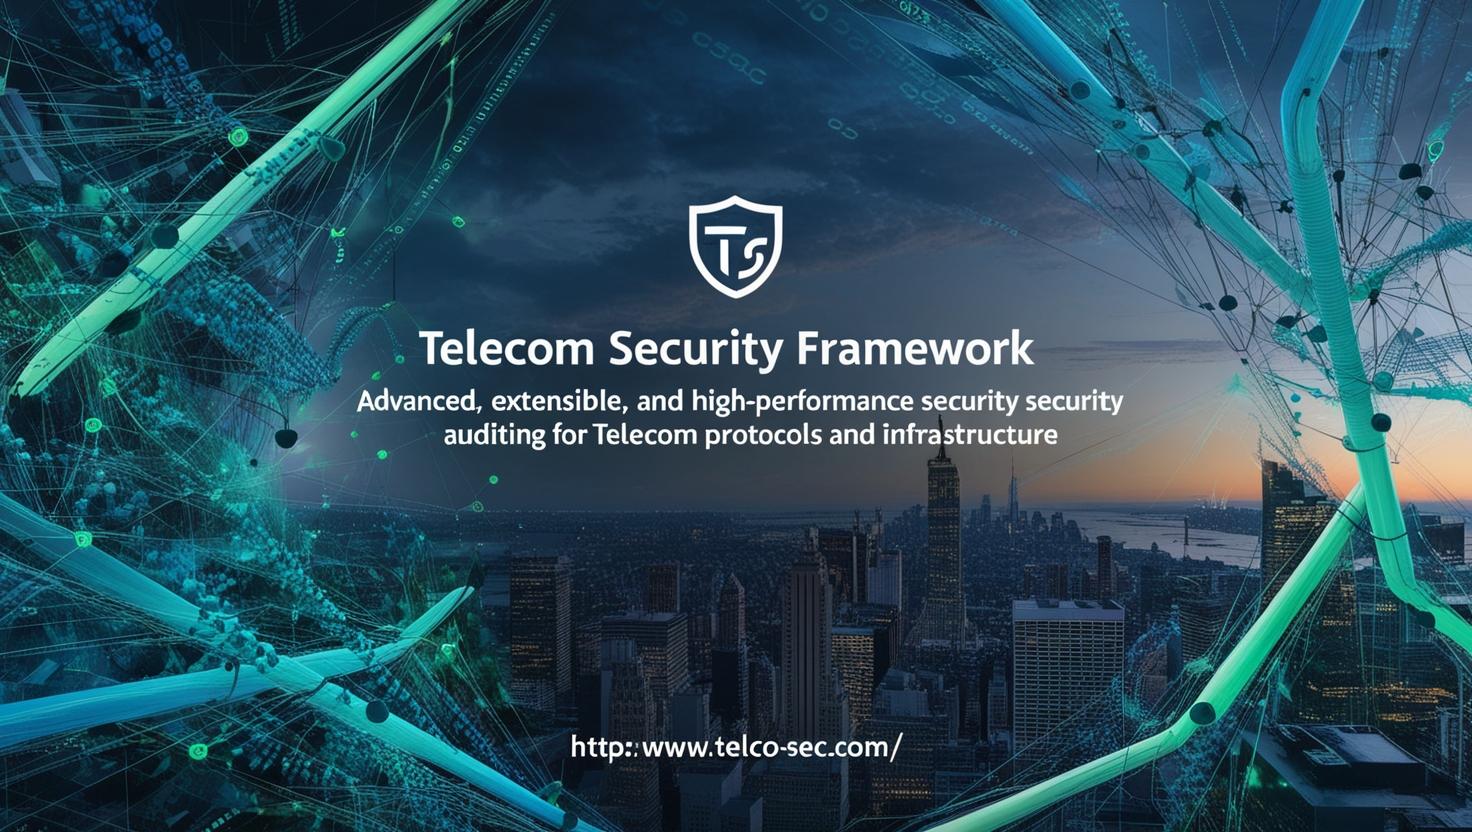 TS
Telecom Security Framework
Advanced, extensible, and high-performance security security
auditing for Telecom protocols and infrastructure
http:: www.telco-sec.com/